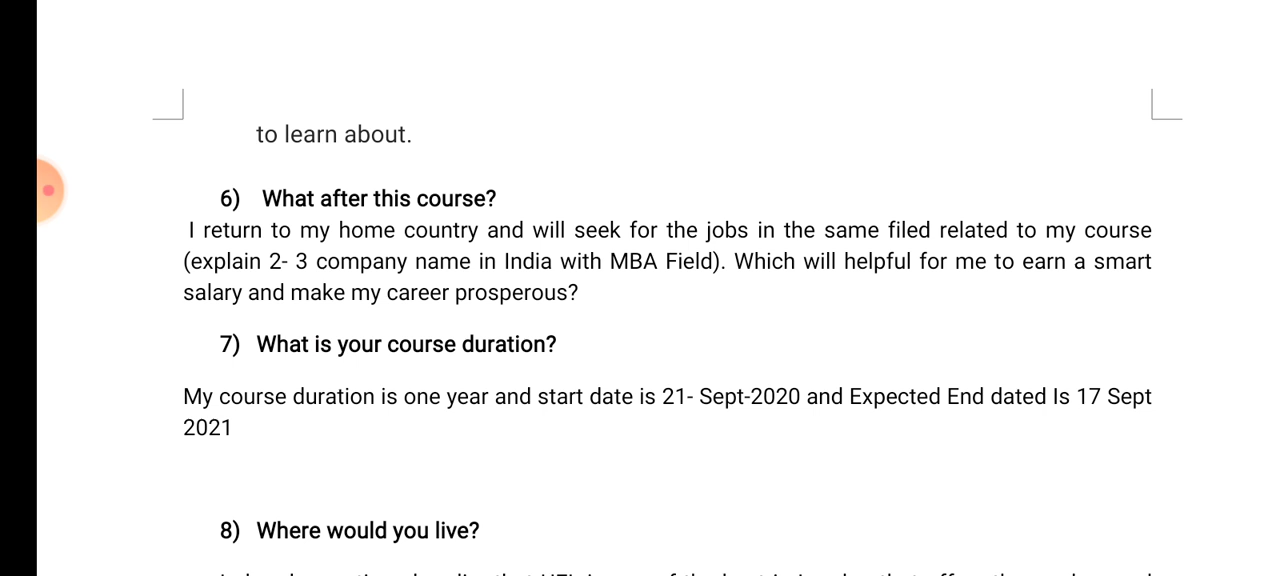 to learn about.
6) What after this course?
I return to my home country and will seek for the jobs in the same filed related to my course
(explain 2- 3 company name in India with MBA Field). Which will helpful for me to earn a smart
salary and make my career prosperous?
7) What is your course duration?
My course duration is one year and start date is 21- Sept-2020 and Expected End dated Is 17 Sept
2021
8) Where would you live?